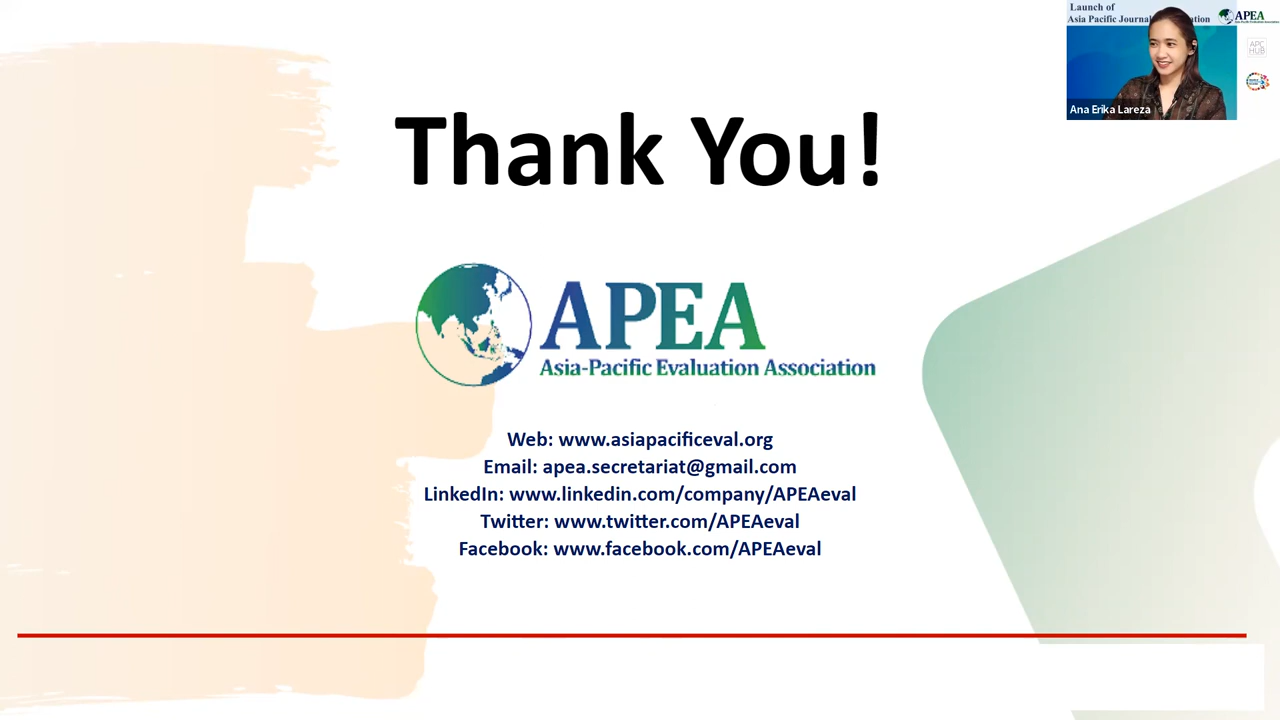 Launch of
Asia Pacific Journal
APEA
APC
HUB
Ana Erika Lareza
Thank You!
APEA
Asia-Pacific Evaluation Association
Web: www.asiapacificeval.org
Email: apea.secretariat@gmail.com
LinkedIn: www.linkedin.com/company/APEAeval
Twitter: www.twitter.com/APEAeval
Facebook: www.facebook.com/APEAeval